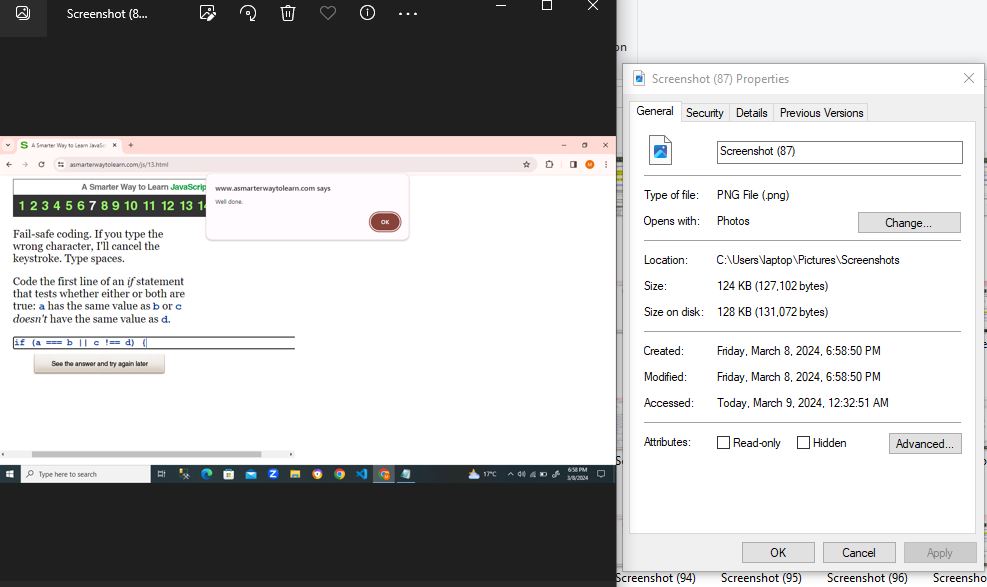 Screenshot (8...
on
A Smarter Way to Learn JavaSc
asmarterwaytolearn.com/js/13.html
A Smarter Way to Learn JavaScrip
1 2 3 4 5 6 7 8 9 10 11 12 13 14
www.asmarterwaytolearn.com says
Well done.
OK
Fail-safe coding. If you type the
wrong character, I'll cancel the
keystroke. Type spaces.
Code the first line of an if statement
that tests whether either or both are
true: a has the same value as b or c
doesn't have the same value as d.
if (a === b || c !== d) {
See the answer and try again later
Type here to search
17°C
6:58 PM
3/8/2024
Screenshot (87) Properties
General Security Details Previous Versions
Screenshot (87)
Type of file: PNG File (.png)
Opens with: Photos Change...
Location: C:\Users\laptop\Pictures\Screenshots
Size: 124 KB (127,102 bytes)
Size on disk: 128 KB (131,072 bytes)
Created: Friday, March 8, 2024, 6:58:50 PM
Modified: Friday, March 8, 2024, 6:58:50 PM
Accessed: Today, March 9, 2024, 12:32:51 AM
Attributes: Read-only Hidden Advanced...
OK Cancel Apply
Screenshot (94) Screenshot (95) Screenshot (96) Screensho